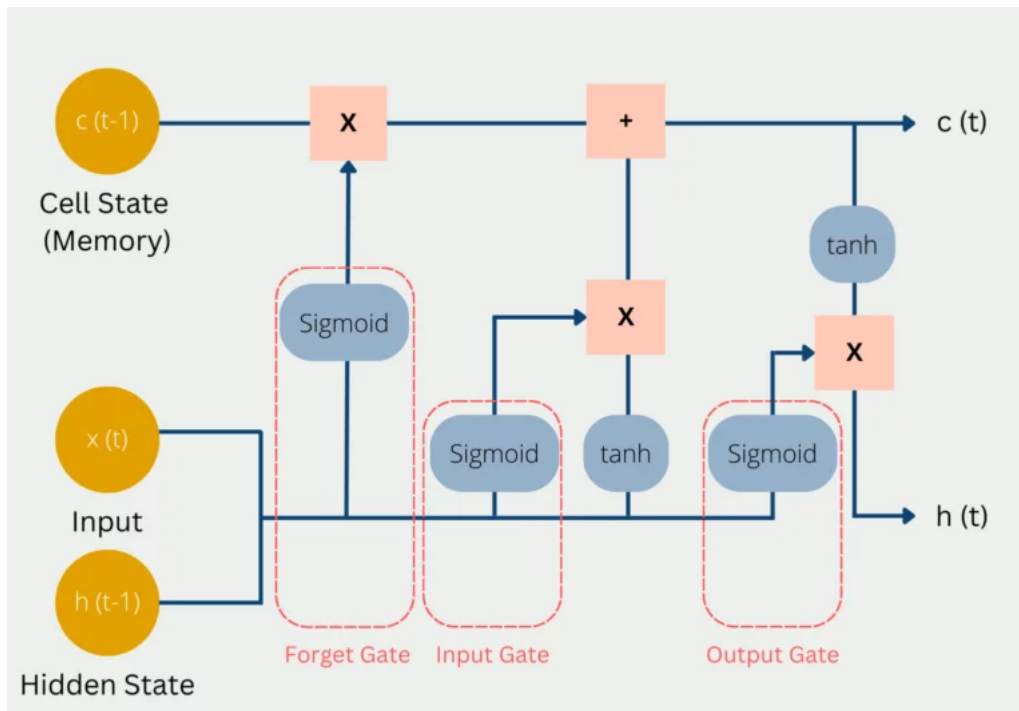 c (t-1)
X
+
c (t)
Cell State
(Memory)
tanh
Sigmoid
X
X
x (t)
Sigmoid
tanh
Sigmoid
Input
h (t)
h (t-1)
Forget Gate
Input Gate
Output Gate
Hidden State